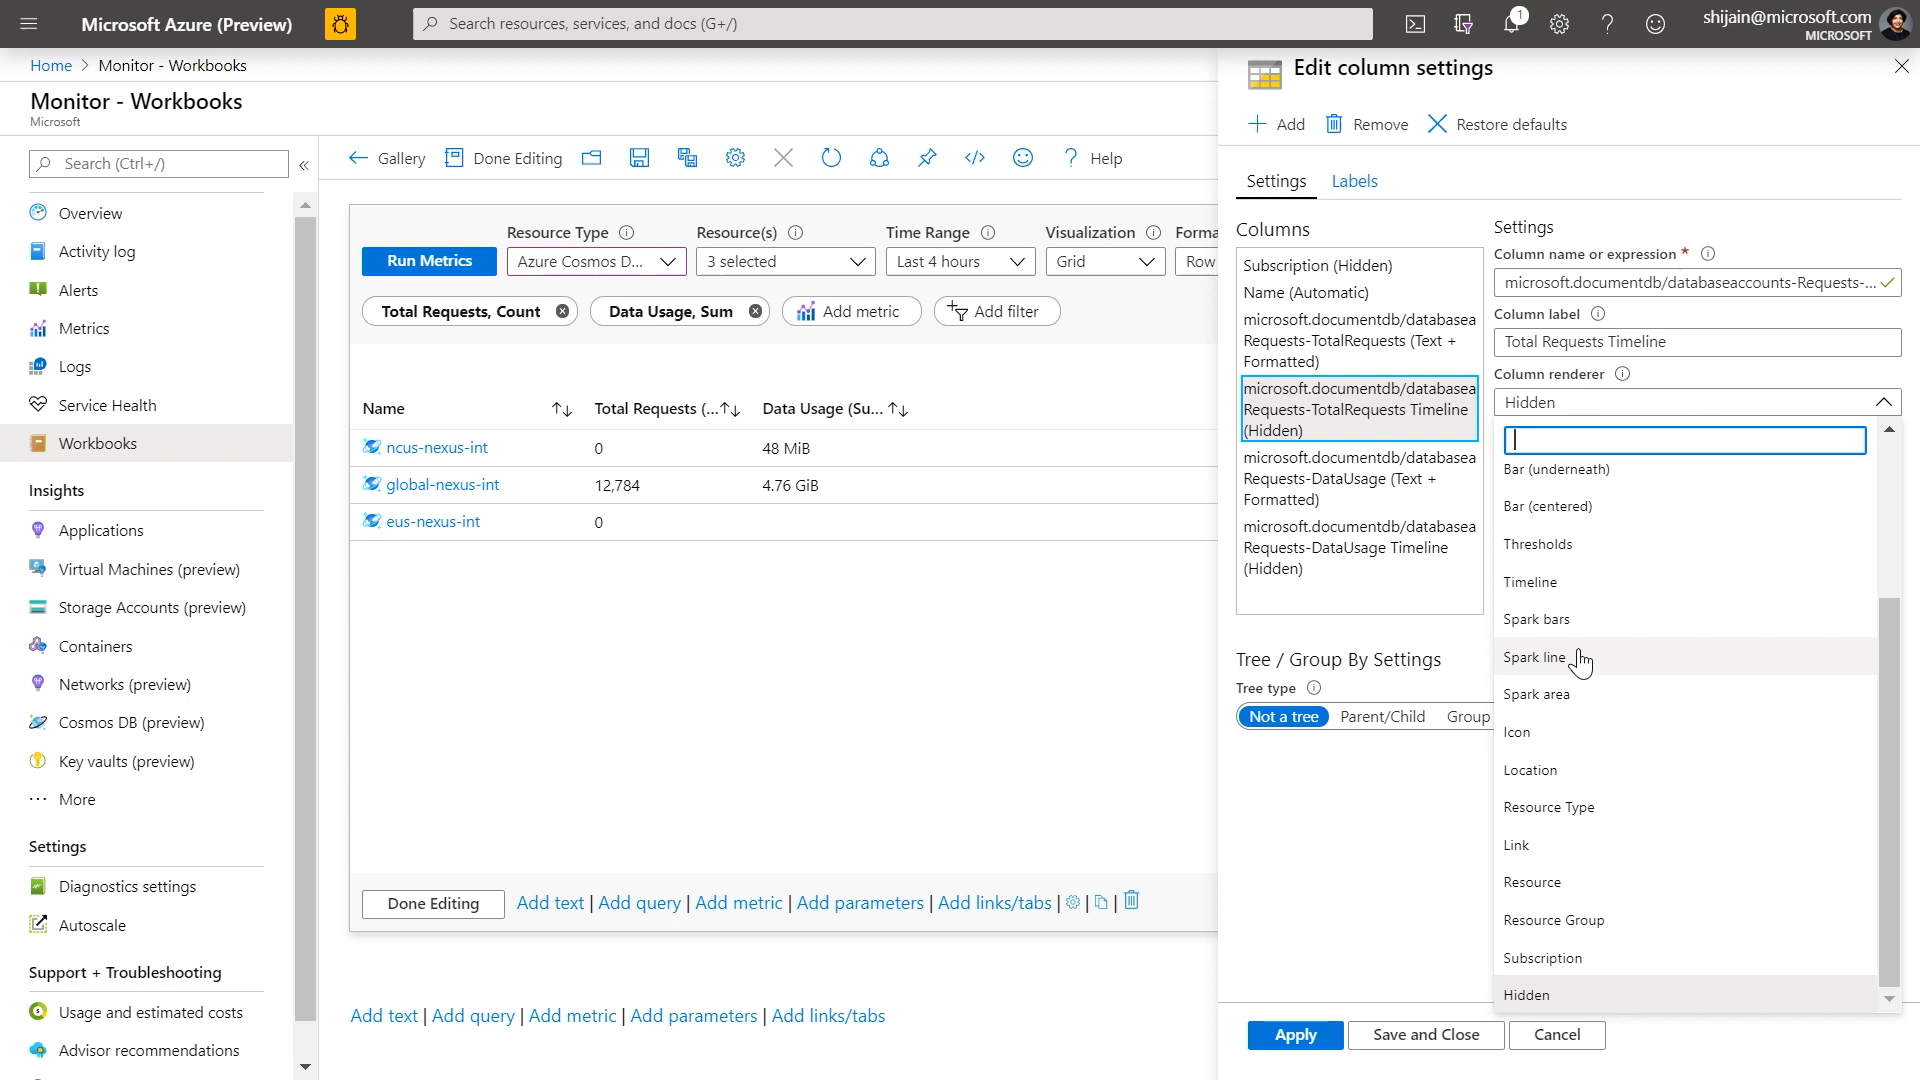 Microsoft Azure (Preview)
Search resources, services, and docs (G+/)
1
shijain@microsoft.com
MICROSOFT
Home > Monitor - Workbooks
Monitor - Workbooks
Microsoft
Search (Ctrl+/)
«
Overview
Activity log
Alerts
Metrics
Logs
Service Health
Workbooks
Insights
Applications
Virtual Machines (preview)
Storage Accounts (preview)
Containers
Networks (preview)
Cosmos DB (preview)
Key vaults (preview)
More
Settings
Diagnostics settings
Autoscale
Support + Troubleshooting
Usage and estimated costs
Advisor recommendations
Gallery
Done Editing
? Help
Resource Type
Resource(s)
Time Range
Visualization
Forma
Run Metrics
Azure Cosmos D...
3 selected
Last 4 hours
Grid
Row
Total Requests, Count
Data Usage, Sum
Add metric
Add filter
Name
Total Requests (...
Data Usage (Su...
ncus-nexus-int 0 48 MiB
global-nexus-int 12,784 4.76 GiB
eus-nexus-int 0
Done Editing
Add text | Add query | Add metric | Add parameters | Add links/tabs | | |
Add text | Add query | Add metric | Add parameters | Add links/tabs
Edit column settings
Add
Remove
Restore defaults
Settings
Labels
Columns
Subscription (Hidden)
Name (Automatic)
microsoft.documentdb/databasea
Requests-TotalRequests (Text +
Formatted)
microsoft.documentdb/databasea
Requests-TotalRequests Timeline
(Hidden)
microsoft.documentdb/databasea
Requests-DataUsage (Text +
Formatted)
microsoft.documentdb/databasea
Requests-DataUsage Timeline
(Hidden)
Tree / Group By Settings
Tree type
Not a tree
Parent/Child
Group
Settings
Column name or expression *
microsoft.documentdb/databaseaccounts-Requests-...
Column label
Total Requests Timeline
Column renderer
Hidden
Bar (underneath)
Bar (centered)
Thresholds
Timeline
Spark bars
Spark line
Spark area
Icon
Location
Resource Type
Link
Resource
Resource Group
Subscription
Hidden
Apply
Save and Close
Cancel